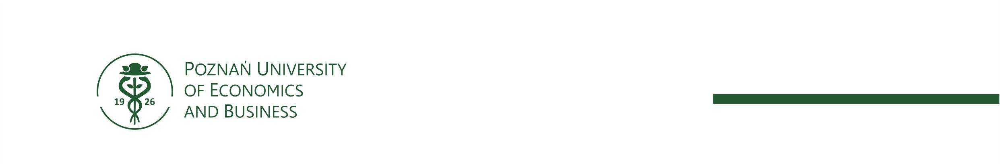 19 26
POZNAŃ UNIVERSITY
OF ECONOMICS
AND BUSINESS